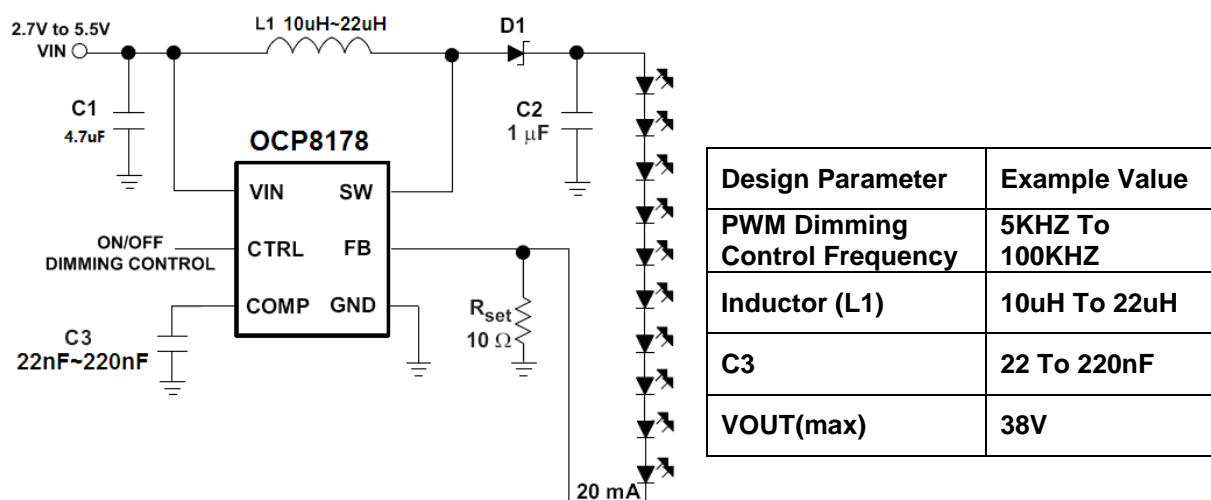 2.7V to 5.5V
VIN
L1 10uH~22uH
D1
C1
4.7uF
C2
1 µF
OCP8178
VIN
SW
ON/OFF
DIMMING CONTROL
CTRL
FB
COMP
GND
C3
22nF~220nF
Rset
10 Ω
20 mA
Design Parameter
Example Value
PWM Dimming
Control Frequency
5KHZ To
100KHZ
Inductor (L1)
10uH To 22uH
C3
22 To 220nF
VOUT(max)
38V